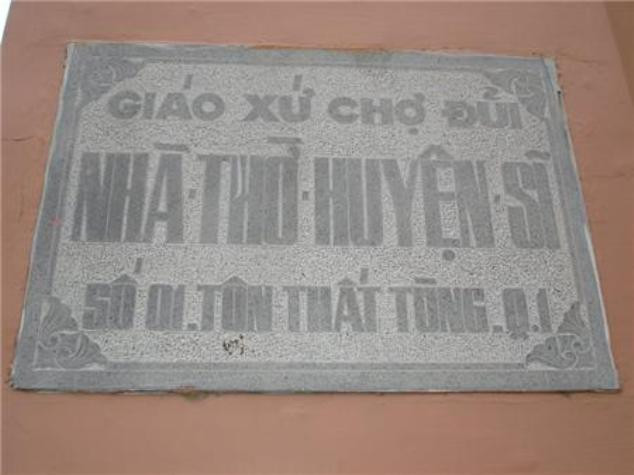 GIÁO XỨ CHỢ ĐŨI
NHÀ·THỜ·HUYỆN·SĨ
SỐ 01.TÔN THẤT TÙNG.Q.1